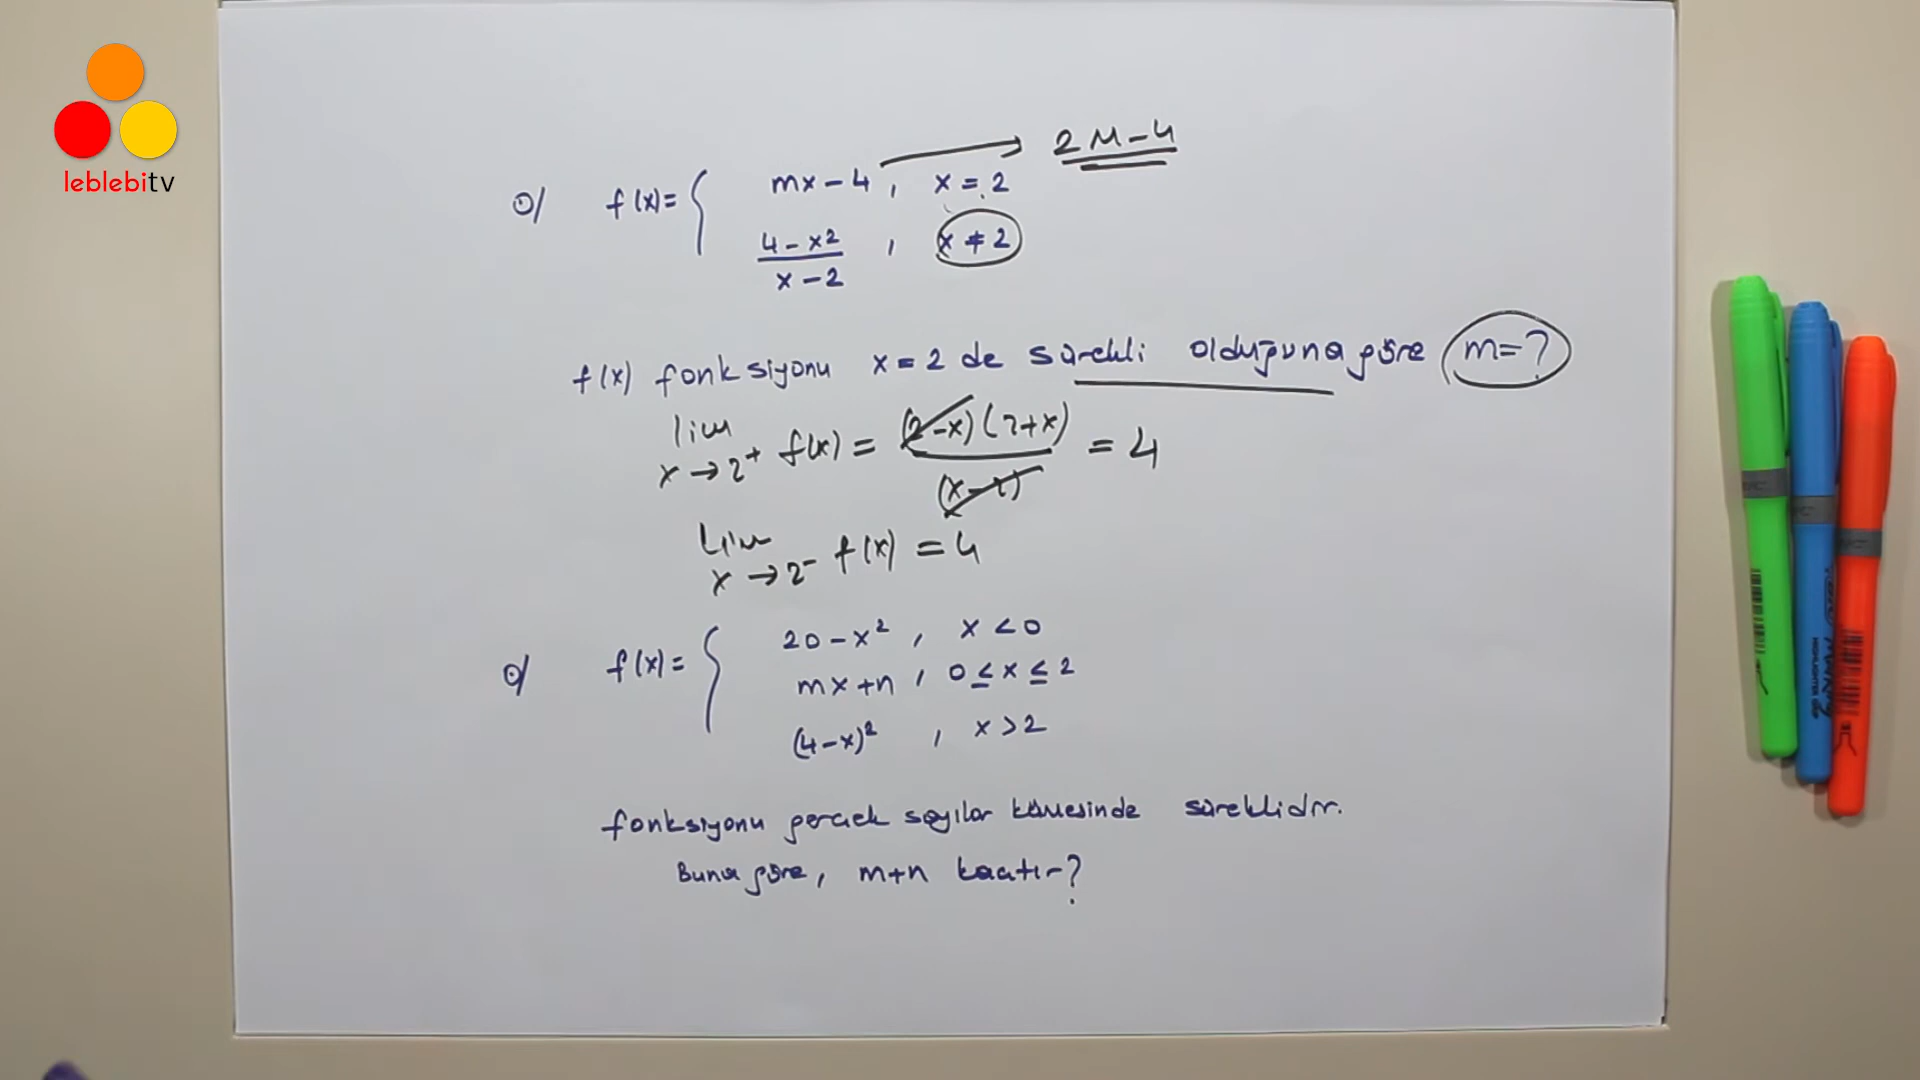 leblebitv
2M-4
f(x)= { mx-4, x=2
4-x² / x-2, x≠2
f(x) fonksiyonu x=2 de sürekli olduğuna göre m=?
lim x→2⁺ f(x) = (2-x)(2+x) / (x-2) = 4
lim x→2⁻ f(x) = 4
f(x)= { 20-x², x<0
mx+n, 0≤x≤2
(4-x)², x>2
fonksiyonu gerçek sayılar kümesinde süreklidir.
Buna göre, m+n kaçtır?